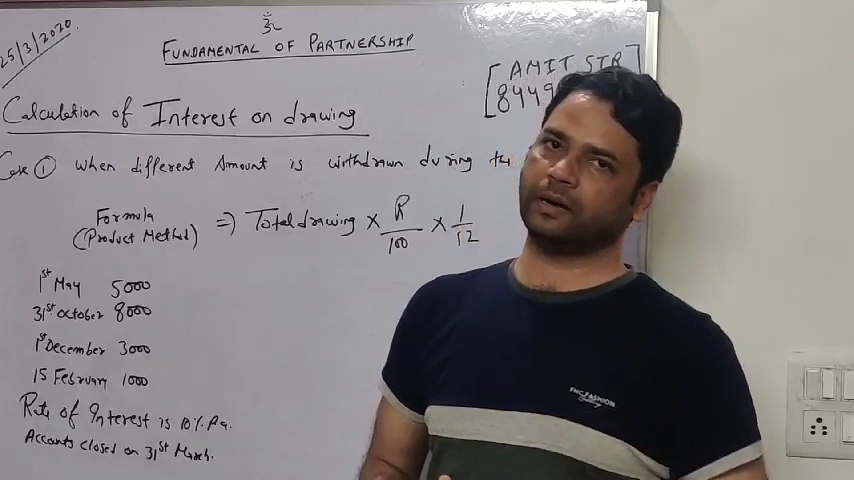 25/3/2020
ॐ
FUNDAMENTAL OF PARTNERSHIP
[AMIT SIR]
8449
Calculation of Interest on drawing
Case ① When different Amount is withdrawn during
Formula (Product Method) ⇒ Total drawing × R/100 × 1/12
1st May 5000
31st October 8000
1st December 3000
15 February 1000
Rate of Interest is 10% P.a.
Accounts closed on 31st March.
FNC FASHION